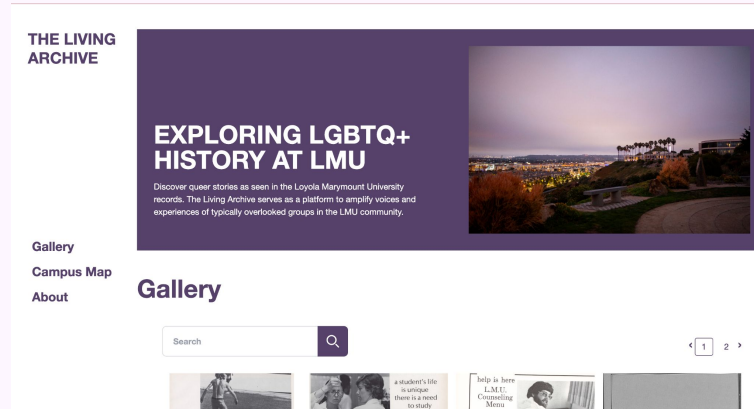 THE LIVING
ARCHIVE
EXPLORING LGBTQ+
HISTORY AT LMU
Discover queer stories as seen in the Loyola Marymount University
records. The Living Archive serves as a platform to amplify voices and
experiences of typically overlooked groups in the LMU community.
Gallery
Campus Map
About
Gallery
Search
1 2
a student's life
is unique
there is a need
to study
help is here
L.M.U.
Counseling
Menu